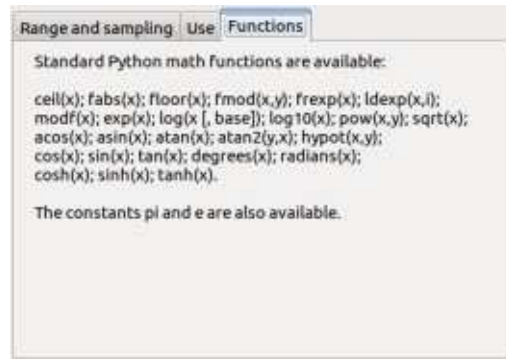 Range and sampling Use Functions
Standard Python math functions are available:
ceil(x); fabs(x); floor(x); fmod(x,y); frexp(x); ldexp(x,i);
modf(x); exp(x); log(x [, base]); log10(x); pow(x,y); sqrt(x);
acos(x); asin(x); atan(x); atan2(y,x); hypot(x,y);
cos(x); sin(x); tan(x); degrees(x); radians(x);
cosh(x); sinh(x); tanh(x).
The constants pi and e are also available.